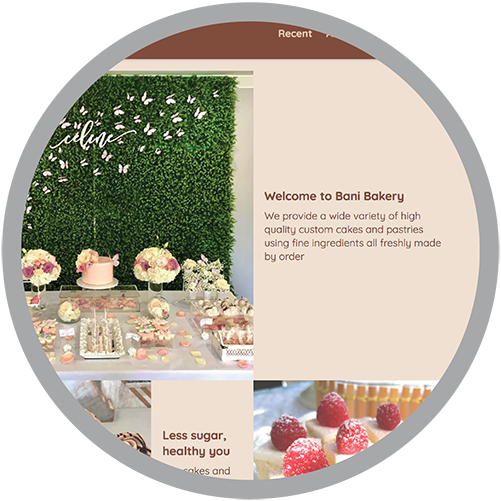 Recent
celine
Welcome to Bani Bakery
We provide a wide variety of high
quality custom cakes and pastries
using fine ingredients all freshly made
by order
Less sugar,
healthy you
cakes and